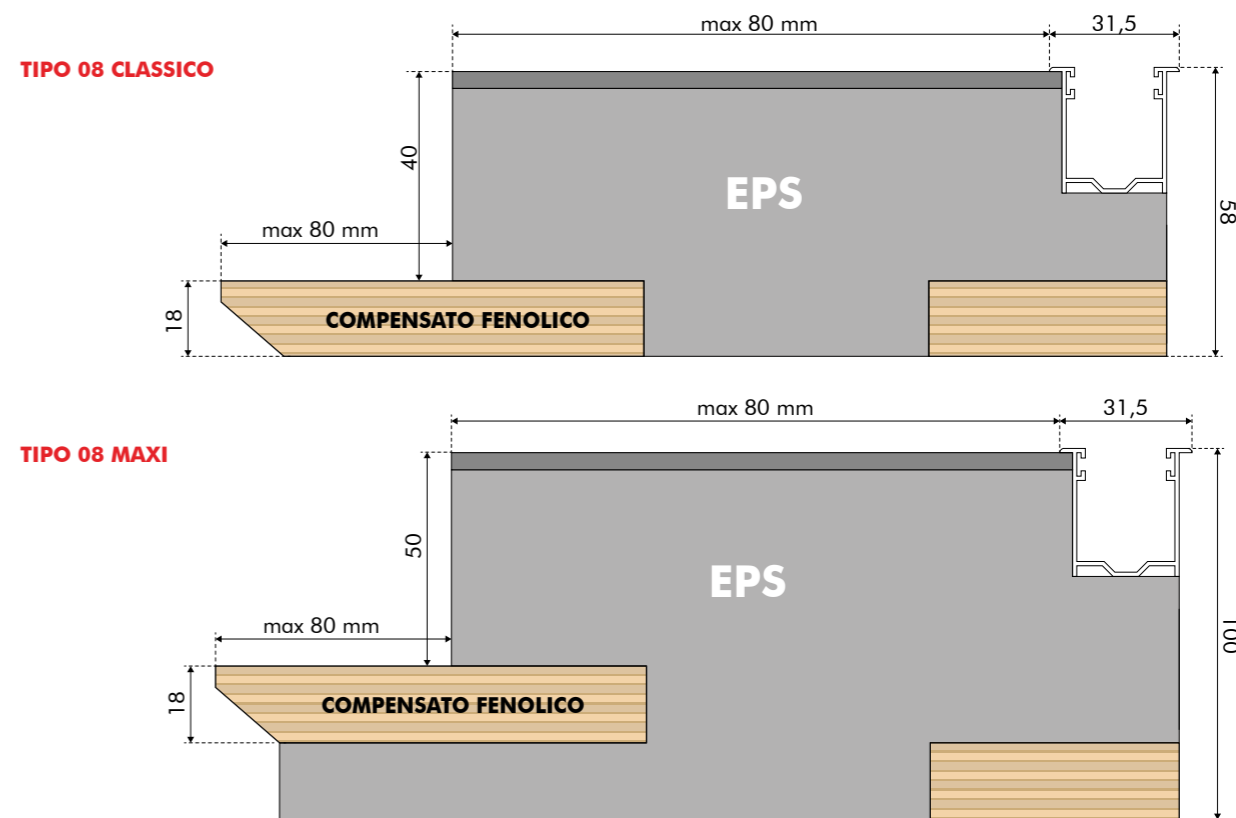 max 80 mm
31,5
TIPO 08 CLASSICO
40
EPS
58
max 80 mm
18
COMPENSATO FENOLICO
max 80 mm
31,5
TIPO 08 MAXI
50
EPS
100
max 80 mm
18
COMPENSATO FENOLICO